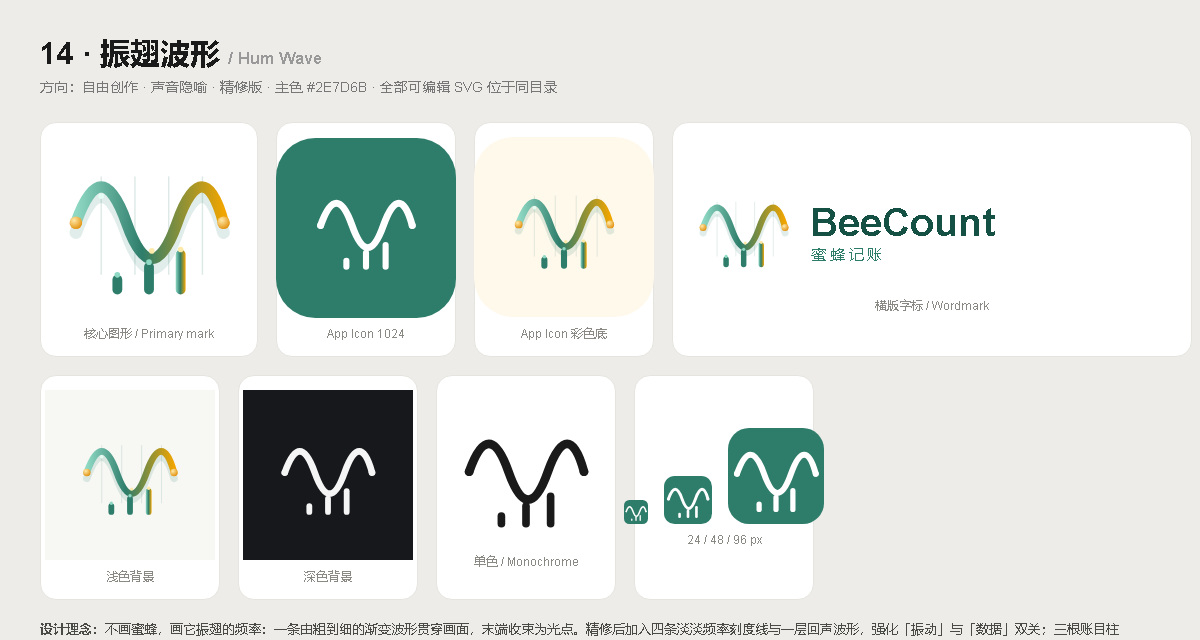 14 · 振翅波形 / Hum Wave
方向：自由创作 · 声音隐喻 · 精修版 · 主色 #2E7D6B · 全部可编辑 SVG 位于同目录
核心图形 / Primary mark
App Icon 1024
App Icon 彩色底
BeeCount
蜜蜂记账
横版字标 / Wordmark
浅色背景
深色背景
单色 / Monochrome
24 / 48 / 96 px
设计理念：不画蜜蜂，画它振翅的频率：一条由粗到细的渐变波形贯穿画面，末端收束为光点。精修后加入四条淡淡频率刻度线与一层回声波形，强化「振动」与「数据」双关；三根账目柱